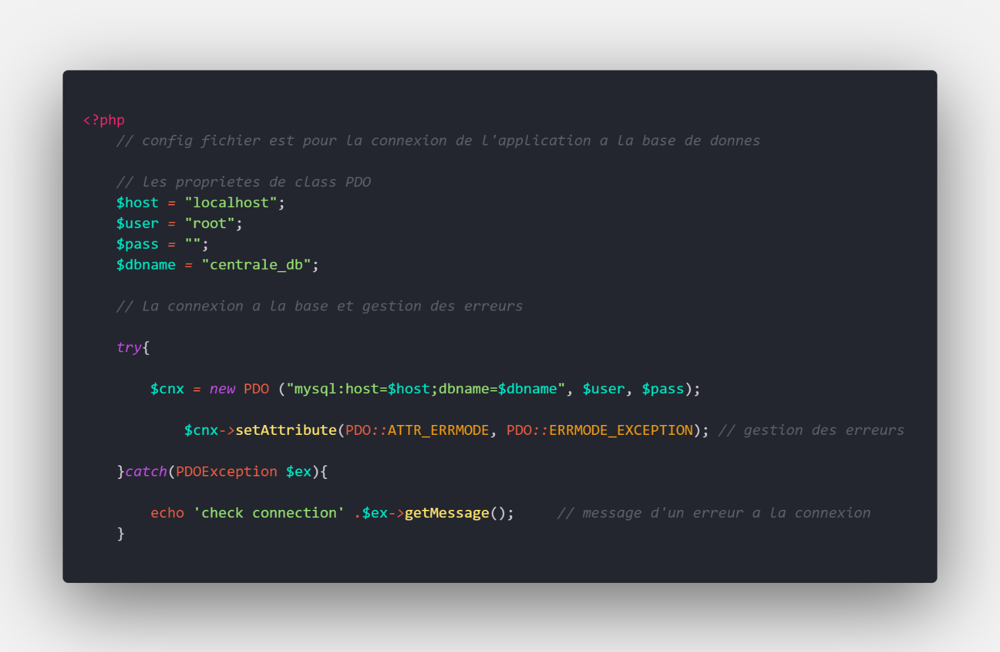 <?php
// config fichier est pour la connexion de l'application a la base de donnes
// les proprietes de class PDO
$host = "localhost";
$user = "root";
$pass = "";
$dbname = "centrale_db";
// La connexion a la base et gestion des erreurs
try{
$cnx = new PDO ("mysql:host=$host;dbname=$dbname", $user, $pass);
$cnx->setAttribute(PDO::ATTR_ERRMODE, PDO::ERRMODE_EXCEPTION); // gestion des erreurs
}catch(PDOException $ex){
echo 'check connection' .$ex->getMessage(); // message d'un erreur a la connexion
}